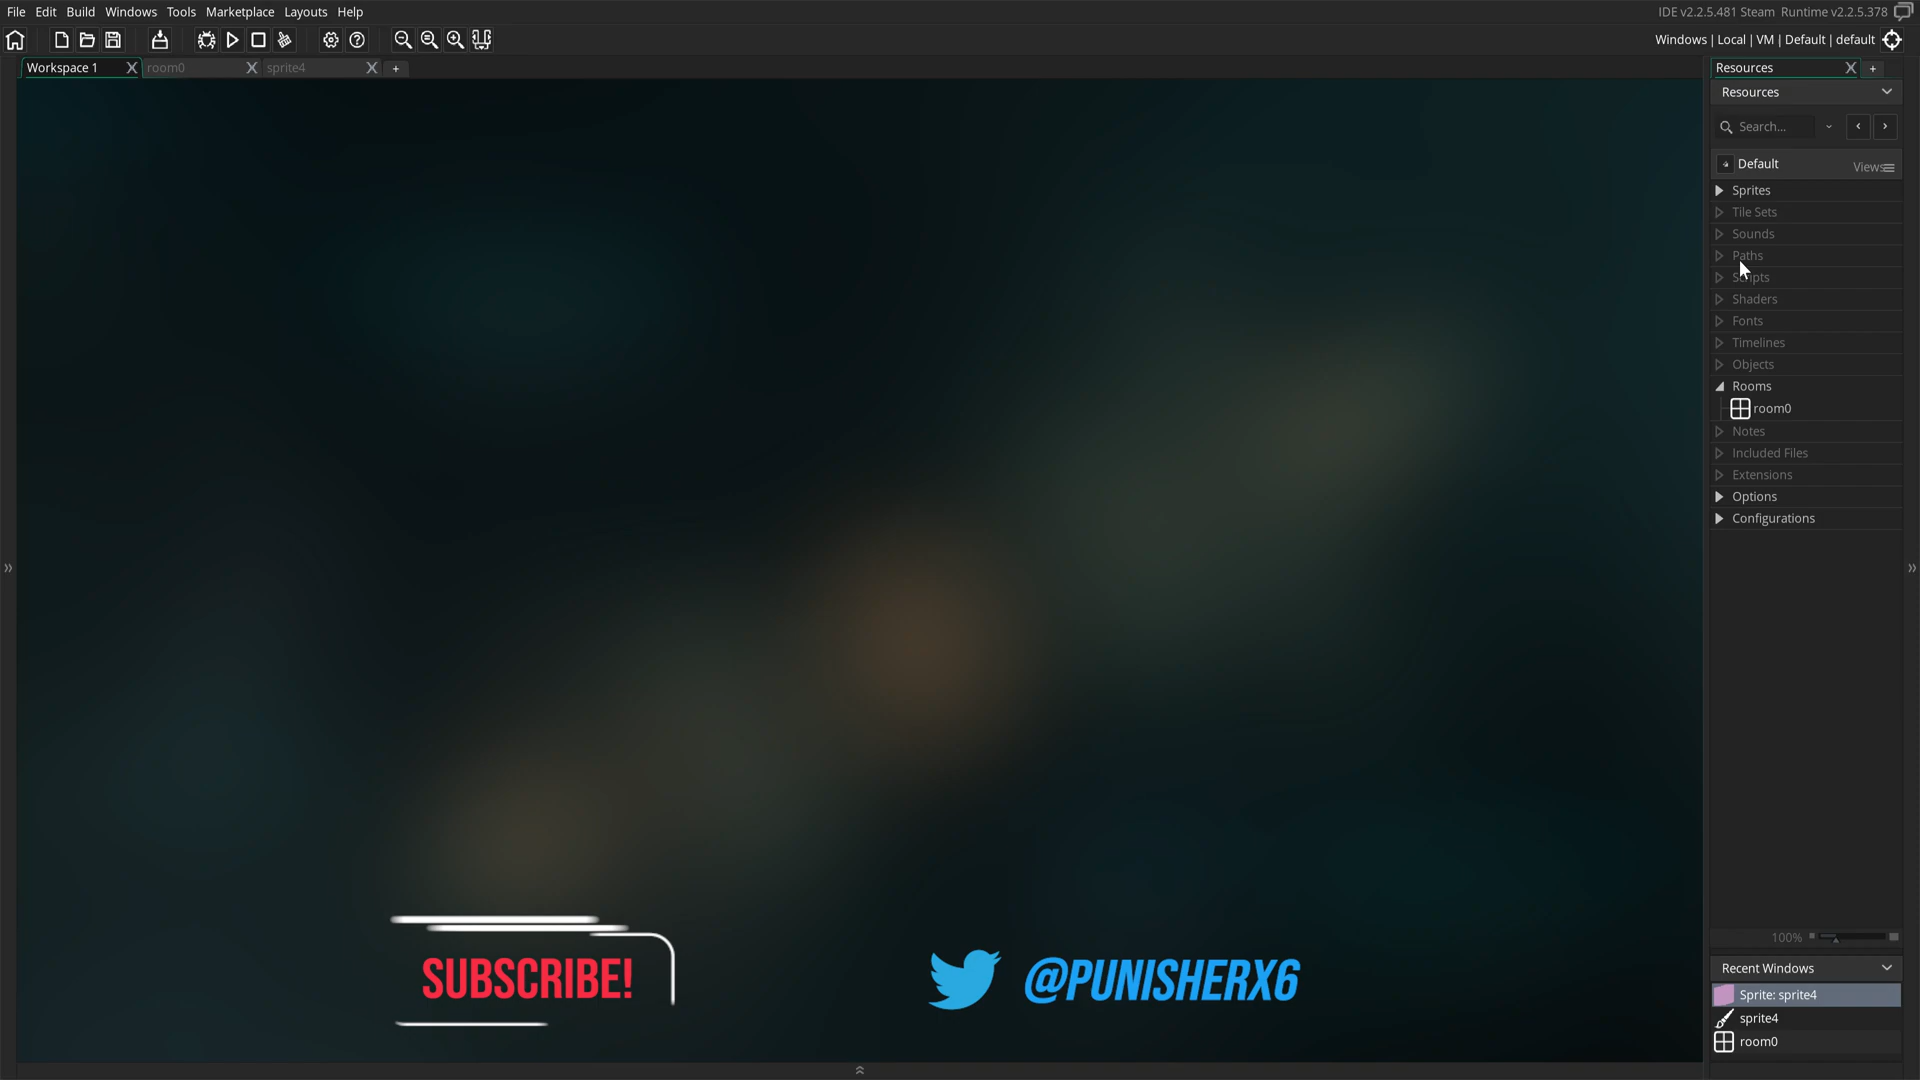 File Edit Build Windows Tools Marketplace Layouts Help
IDE v2.2.5.481 Steam Runtime v2.2.5.378
Windows | Local | VM | Default | default
Workspace 1
room0
sprite4
Resources
Resources
Search...
Default
Views
Sprites
Tile Sets
Sounds
Paths
Scripts
Shaders
Fonts
Timelines
Objects
Rooms
room0
Notes
Included Files
Extensions
Options
Configurations
100%
Recent Windows
Sprite: sprite4
sprite4
room0
SUBSCRIBE!
@PUNISHERX6